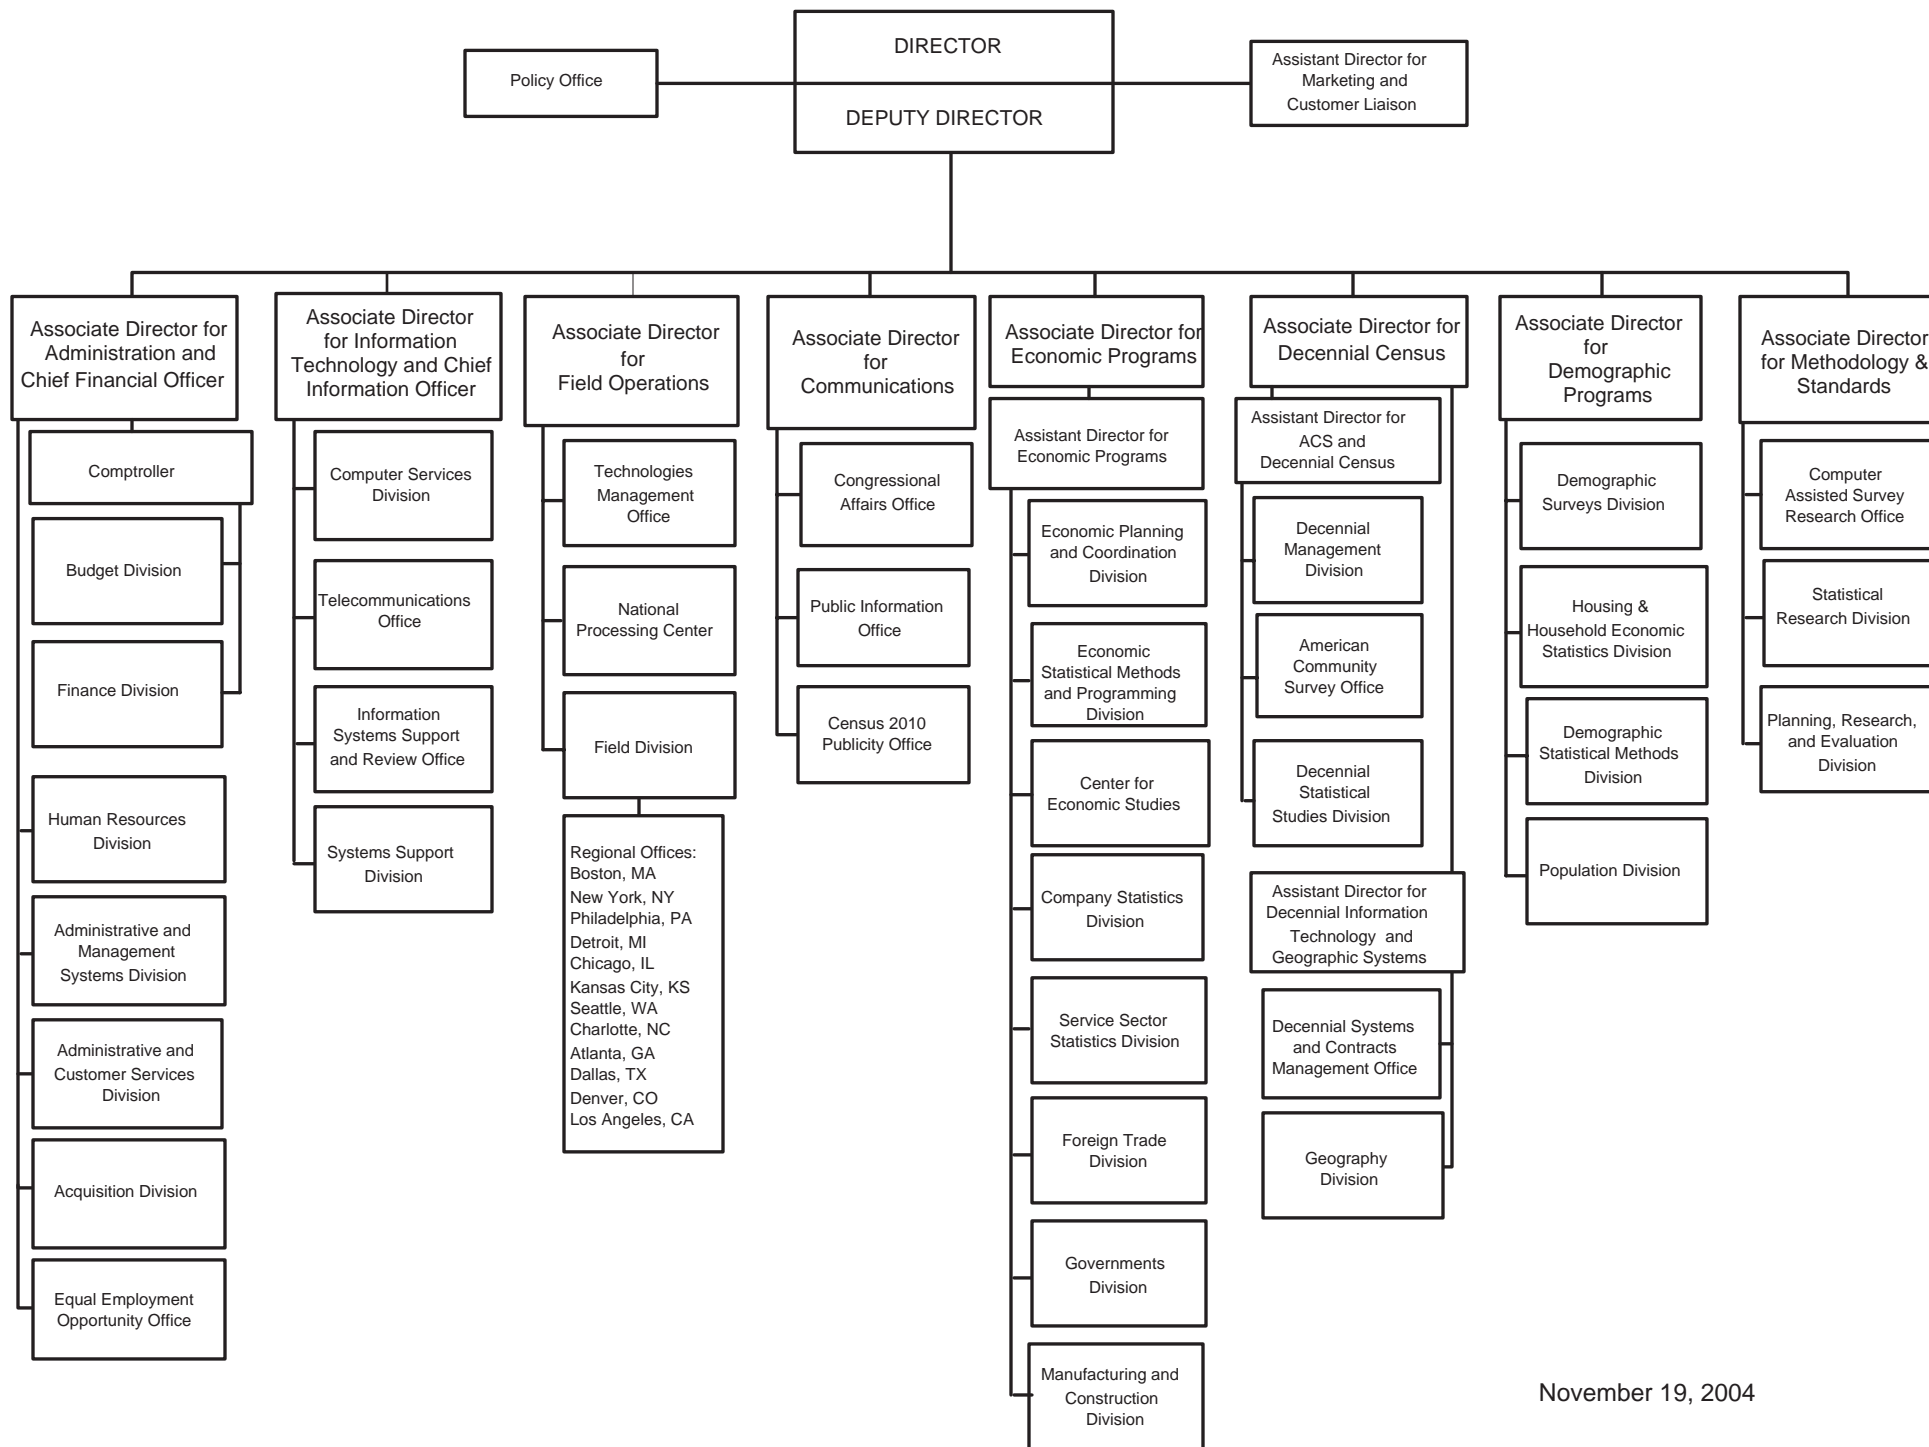 DIRECTOR
Policy Office
Assistant Director for
Marketing and
Customer Liaison
DEPUTY DIRECTOR
Associate Director for
Administration and
Chief Financial Officer
Comptroller
Budget Division
Finance Division
Human Resources
Division
Administrative and
Management
Systems Division
Administrative and
Customer Services
Division
Acquisition Division
Equal Employment
Opportunity Office
Associate Director
for Information
Technology and Chief
Information Officer
Computer Services
Division
Telecommunications
Office
Information
Systems Support
and Review Office
Systems Support
Division
Associate Director
for
Field Operations
Technologies
Management
Office
National
Processing Center
Field Division
Regional Offices:
Boston, MA
New York, NY
Philadelphia, PA
Detroit, MI
Chicago, IL
Kansas City, KS
Seattle, WA
Charlotte, NC
Atlanta, GA
Dallas, TX
Denver, CO
Los Angeles, CA
Associate Director
for
Communications
Congressional
Affairs Office
Public Information
Office
Census 2010
Publicity Office
Associate Director for
Economic Programs
Assistant Director for
Economic Programs
Economic Planning
and Coordination
Division
Economic
Statistical Methods
and Programming
Division
Center for
Economic Studies
Company Statistics
Division
Service Sector
Statistics Division
Foreign Trade
Division
Governments
Division
Manufacturing and
Construction
Division
Associate Director for
Decennial Census
Assistant Director for
ACS and
Decennial Census
Decennial
Management
Division
American
Community
Survey Office
Decennial
Statistical
Studies Division
Assistant Director for
Decennial Information
Technology and
Geographic Systems
Decennial Systems
and Contracts
Management Office
Geography
Division
Associate Director
for
Demographic
Programs
Demographic
Surveys Division
Housing &
Household Economic
Statistics Division
Demographic
Statistical Methods
Division
Population Division
Associate Director
for Methodology &
Standards
Computer
Assisted Survey
Research Office
Statistical
Research Division
Planning, Research,
and Evaluation
Division
November 19, 2004